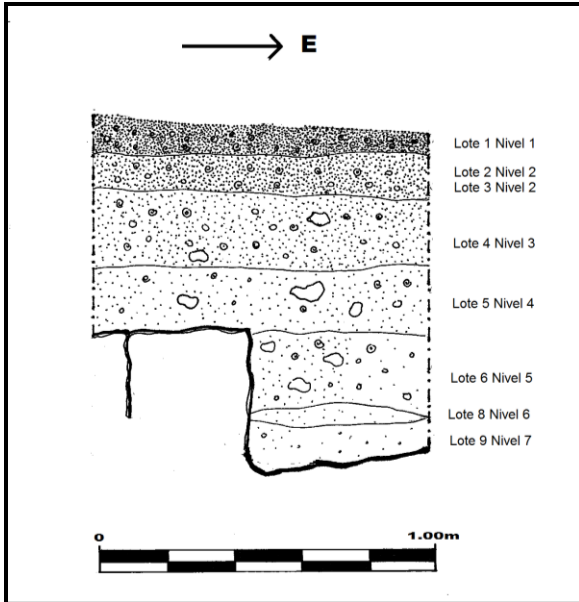 E
Lote 1 Nivel 1
Lote 2 Nivel 2
Lote 3 Nivel 2
Lote 4 Nivel 3
Lote 5 Nivel 4
Lote 6 Nivel 5
Lote 8 Nivel 6
Lote 9 Nivel 7
0 1.00m